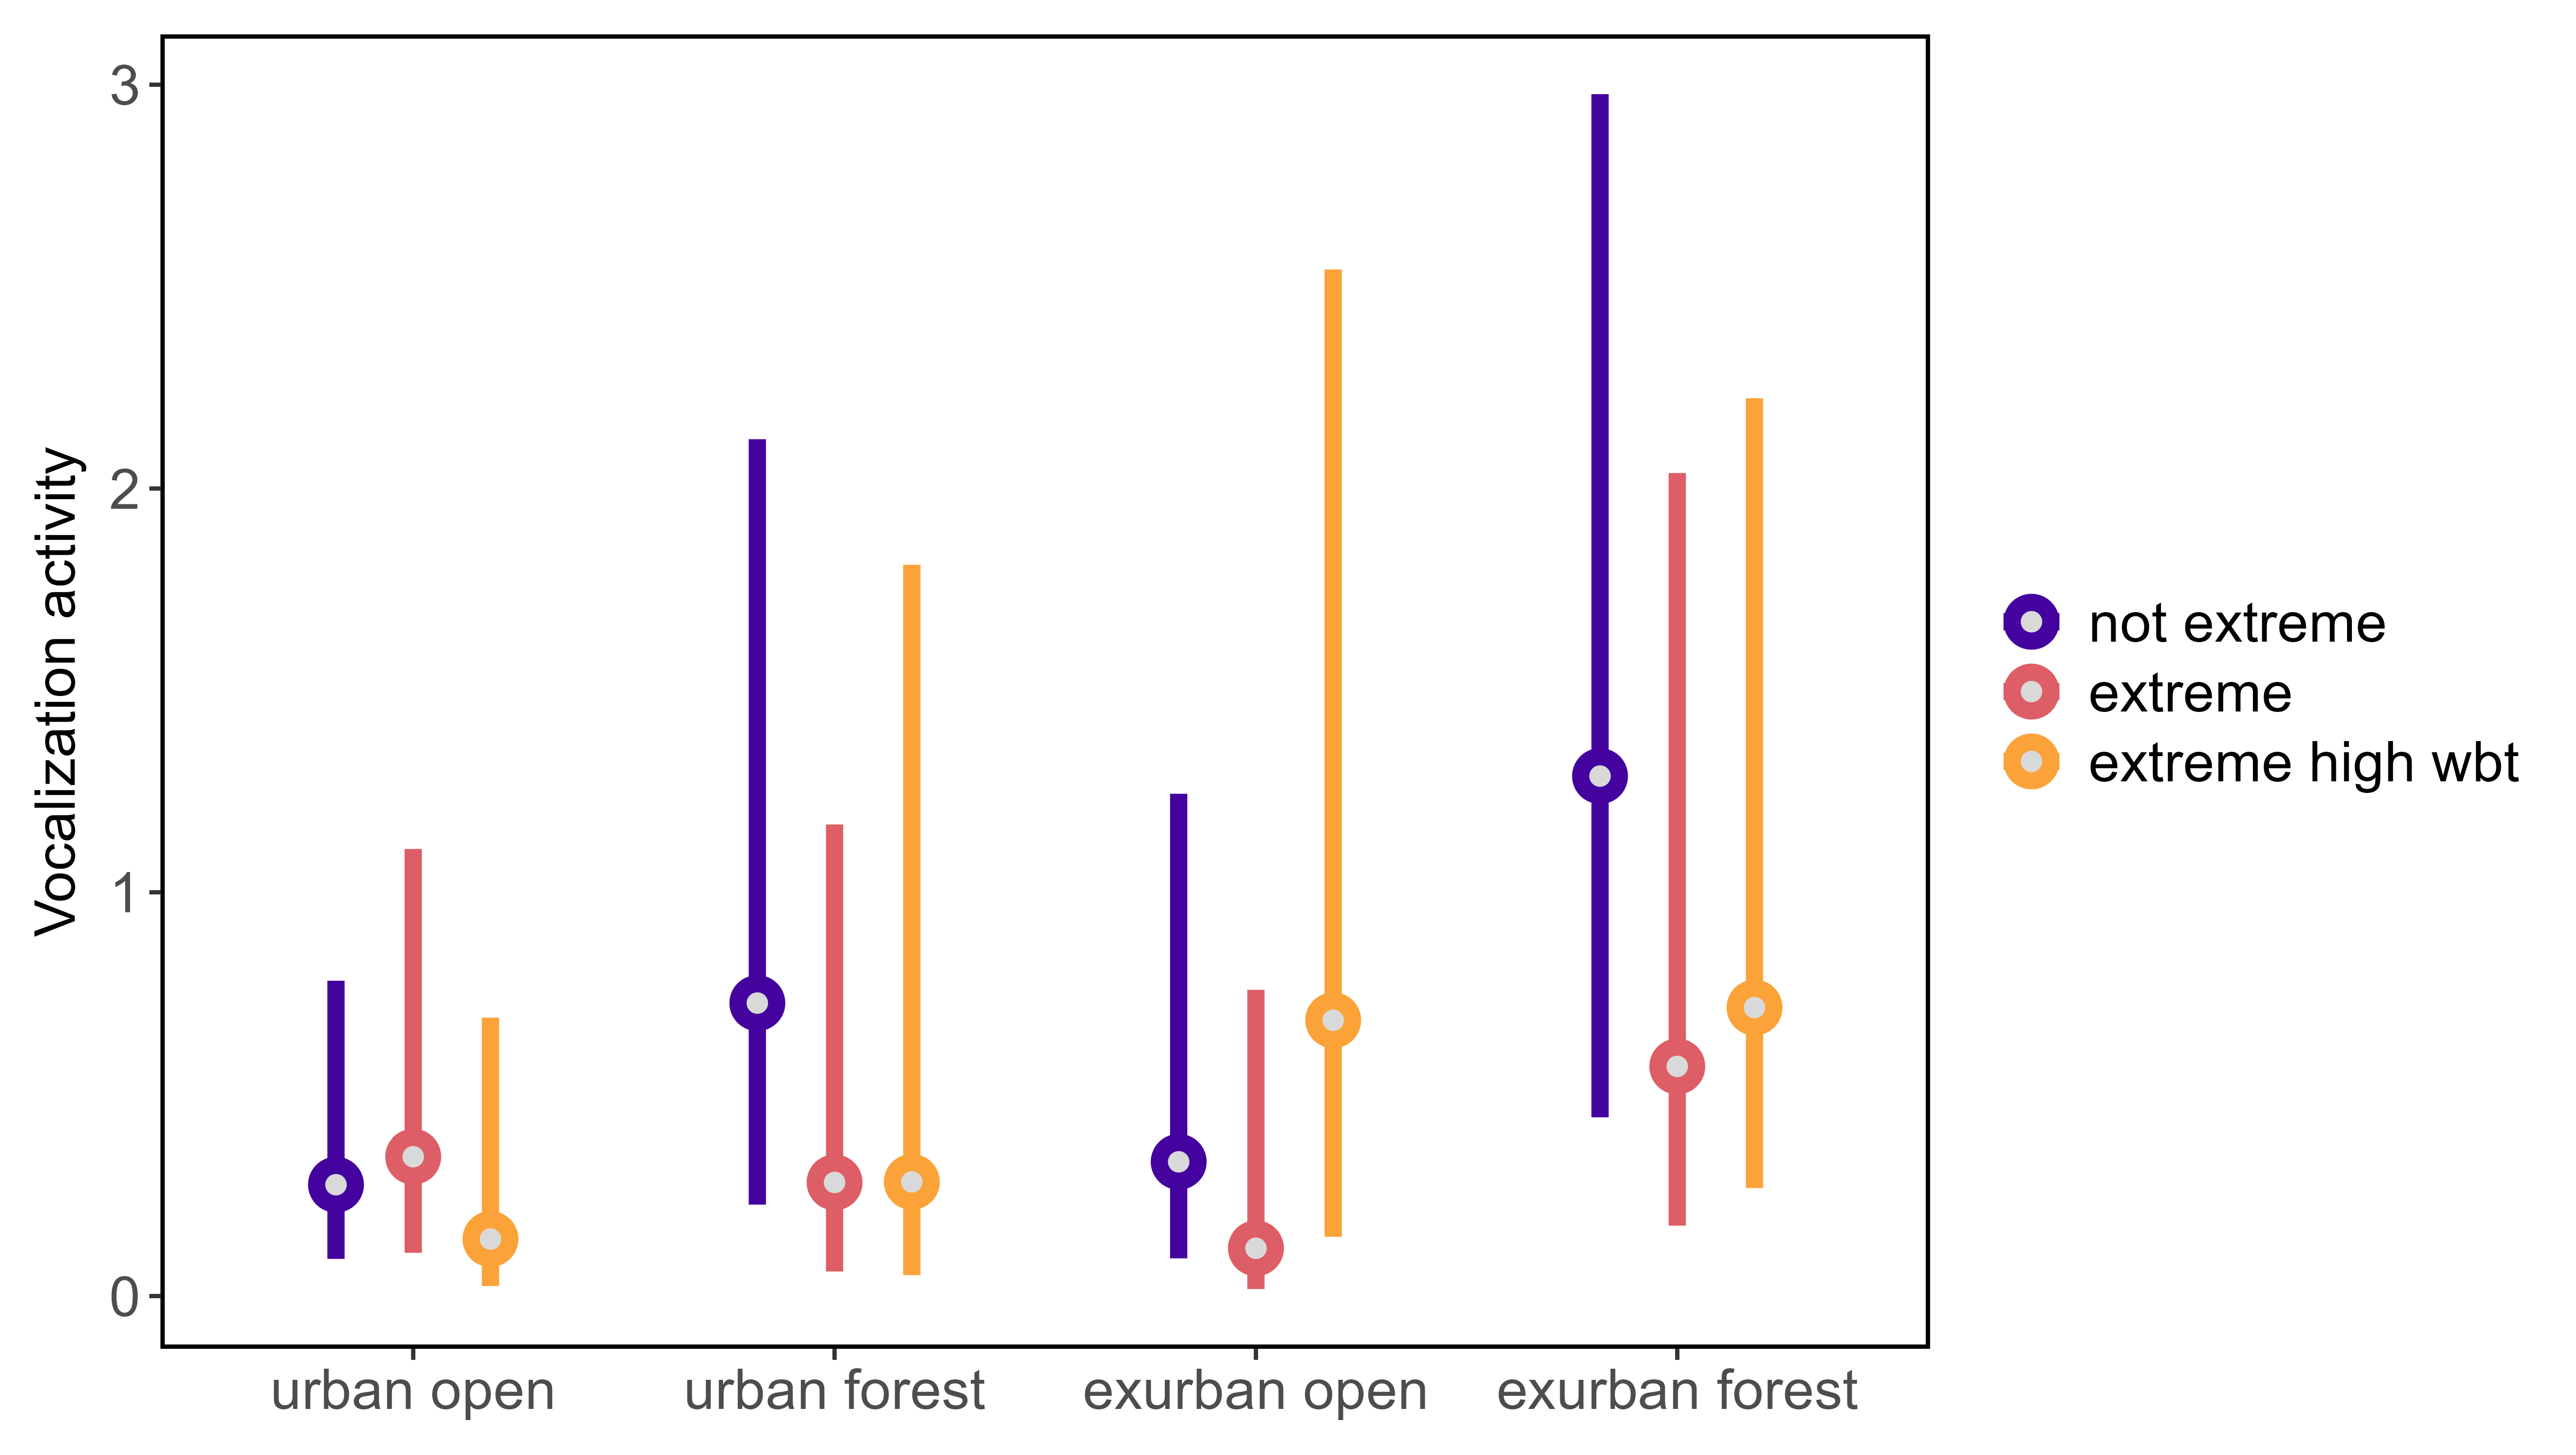 Vocalization activity
3
2
1
0
urban open
urban forest
exurban open
exurban forest
not extreme
extreme
extreme high wbt